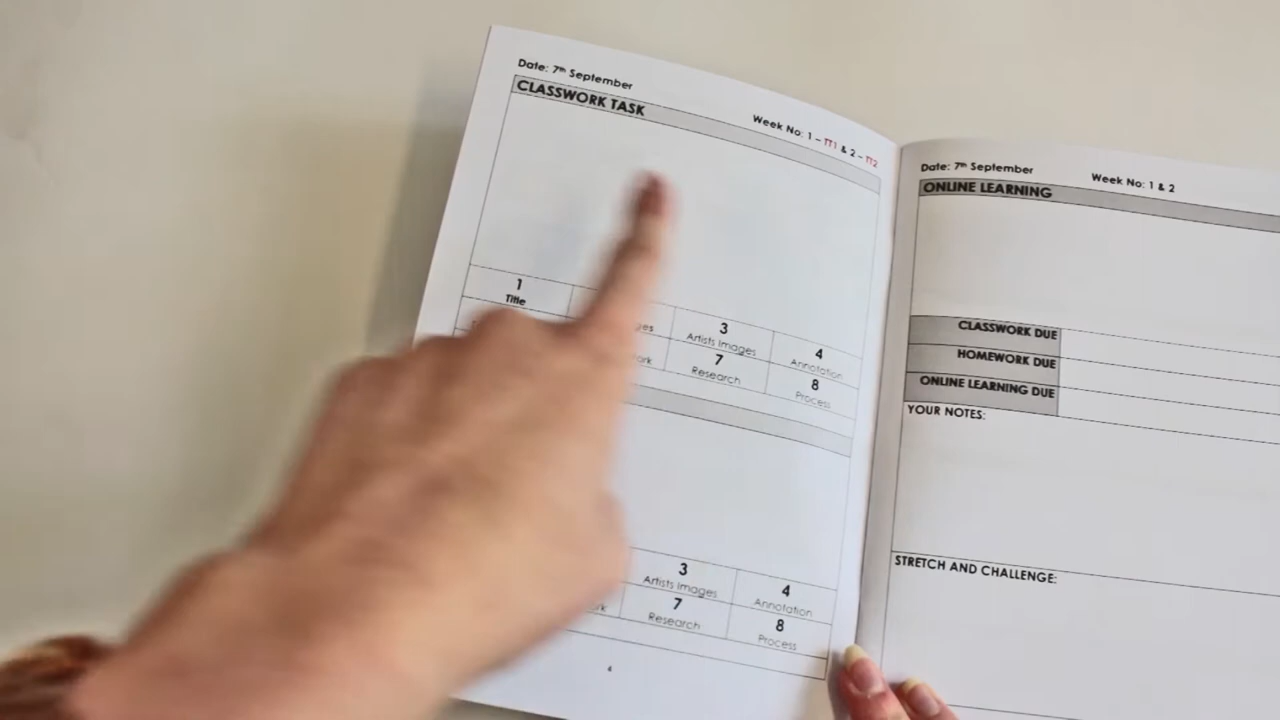 Date: 7th September
Week No: 1 – TT1 & 2 – TT2
CLASSWORK TASK
1
Title
3
Artists Images
4
Annotation
7
Research
8
Process
3
Artists Images
4
Annotation
7
Research
8
Process
4
Date: 7th September
Week No: 1 & 2
ONLINE LEARNING
CLASSWORK DUE
HOMEWORK DUE
ONLINE LEARNING DUE
YOUR NOTES:
STRETCH AND CHALLENGE: